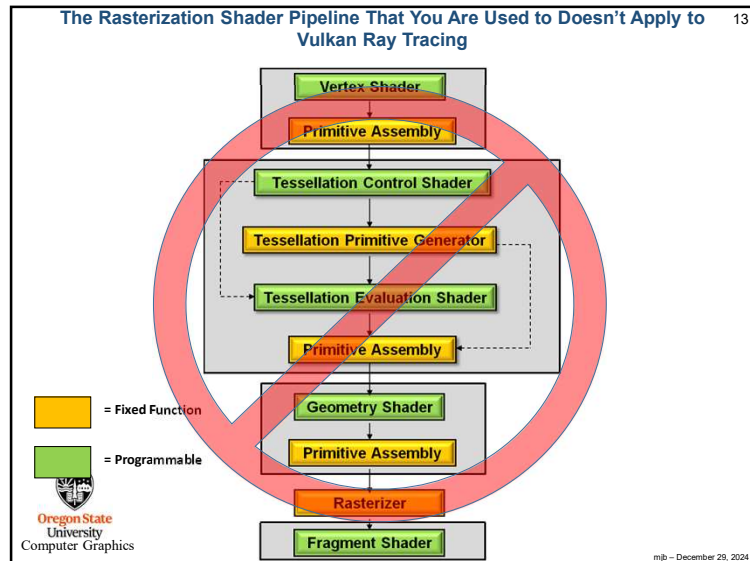 The Rasterization Shader Pipeline That You Are Used to Doesn’t Apply to
Vulkan Ray Tracing
13
Vertex Shader
Primitive Assembly
Tessellation Control Shader
Tessellation Primitive Generator
Tessellation Evaluation Shader
Primitive Assembly
Geometry Shader
Primitive Assembly
Rasterizer
Fragment Shader
= Fixed Function
= Programmable
Oregon State
University
Computer Graphics
mjb – December 29, 2024